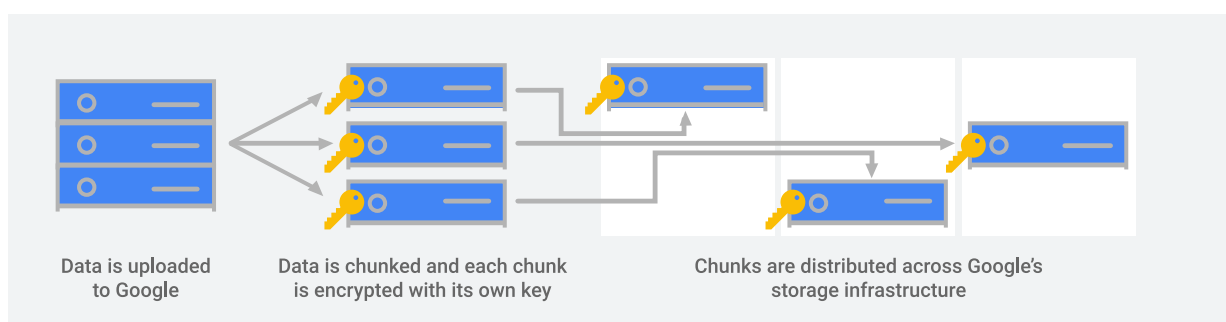 Data is uploaded
to Google
Data is chunked and each chunk
is encrypted with its own key
Chunks are distributed across Google's
storage infrastructure